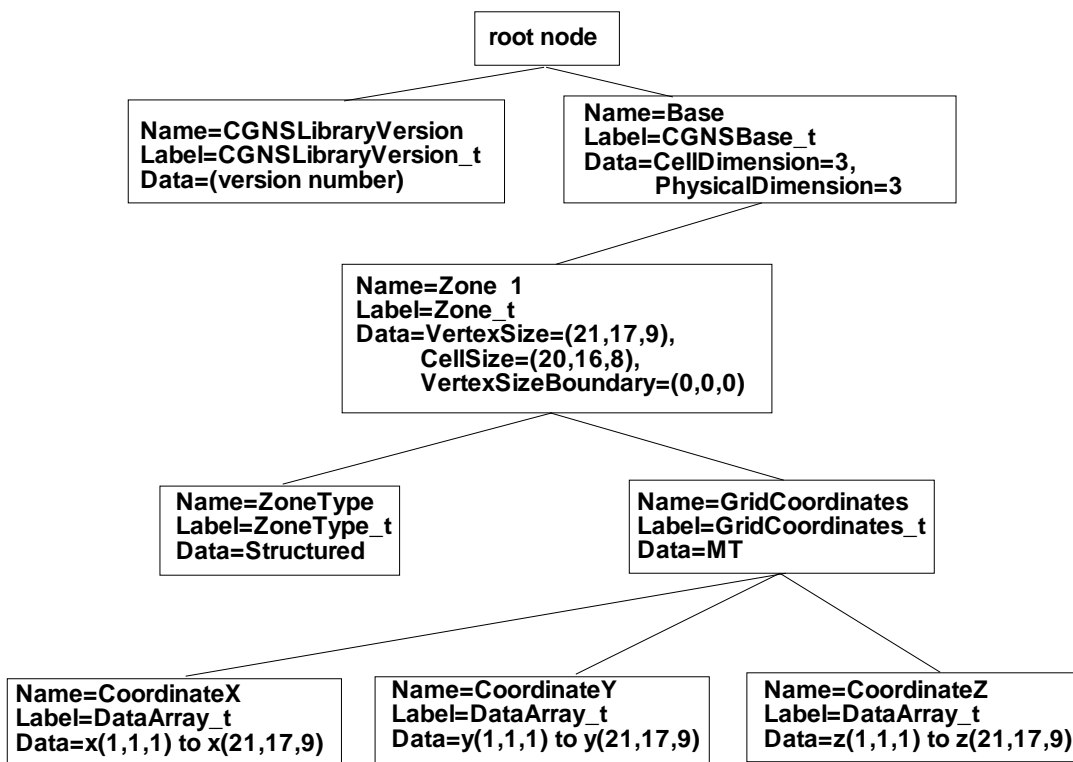 root node
Name=CGNSLibraryVersion
Label=CGNSLibraryVersion_t
Data=(version number)
Name=Base
Label=CGNSBase_t
Data=CellDimension=3,
PhysicalDimension=3
Name=Zone 1
Label=Zone_t
Data=VertexSize=(21,17,9),
CellSize=(20,16,8),
VertexSizeBoundary=(0,0,0)
Name=ZoneType
Label=ZoneType_t
Data=Structured
Name=GridCoordinates
Label=GridCoordinates_t
Data=MT
Name=CoordinateX
Label=DataArray_t
Data=x(1,1,1) to x(21,17,9)
Name=CoordinateY
Label=DataArray_t
Data=y(1,1,1) to y(21,17,9)
Name=CoordinateZ
Label=DataArray_t
Data=z(1,1,1) to z(21,17,9)